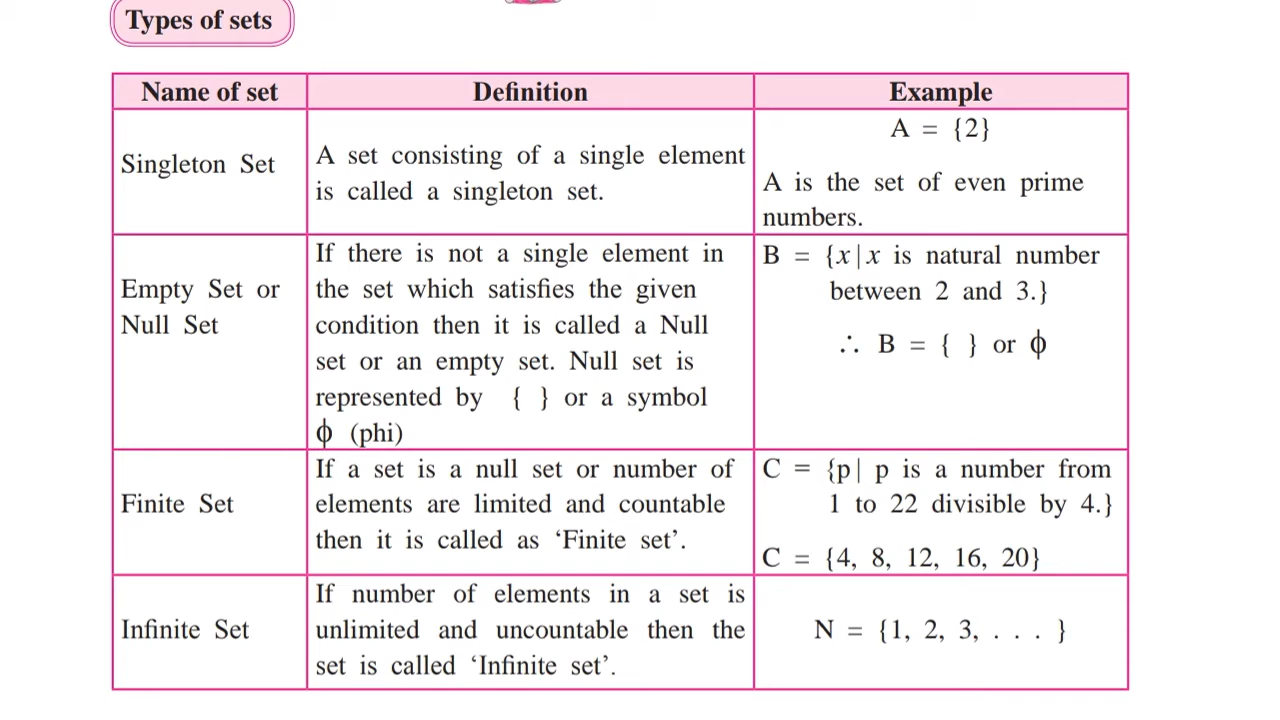 Types of sets
Name of set
Definition
Example
Singleton Set
A set consisting of a single element
is called a singleton set.
A = {2}
A is the set of even prime
numbers.
Empty Set or
Null Set
If there is not a single element in
the set which satisfies the given
condition then it is called a Null
set or an empty set. Null set is
represented by { } or a symbol
ϕ (phi)
B = {x|x is natural number
between 2 and 3.}
∴ B = { } or ϕ
Finite Set
If a set is a null set or number of
elements are limited and countable
then it is called as ‘Finite set’.
C = {p| p is a number from
1 to 22 divisible by 4.}
C = {4, 8, 12, 16, 20}
Infinite Set
If number of elements in a set is
unlimited and uncountable then the
set is called ‘Infinite set’.
N = {1, 2, 3, . . . }